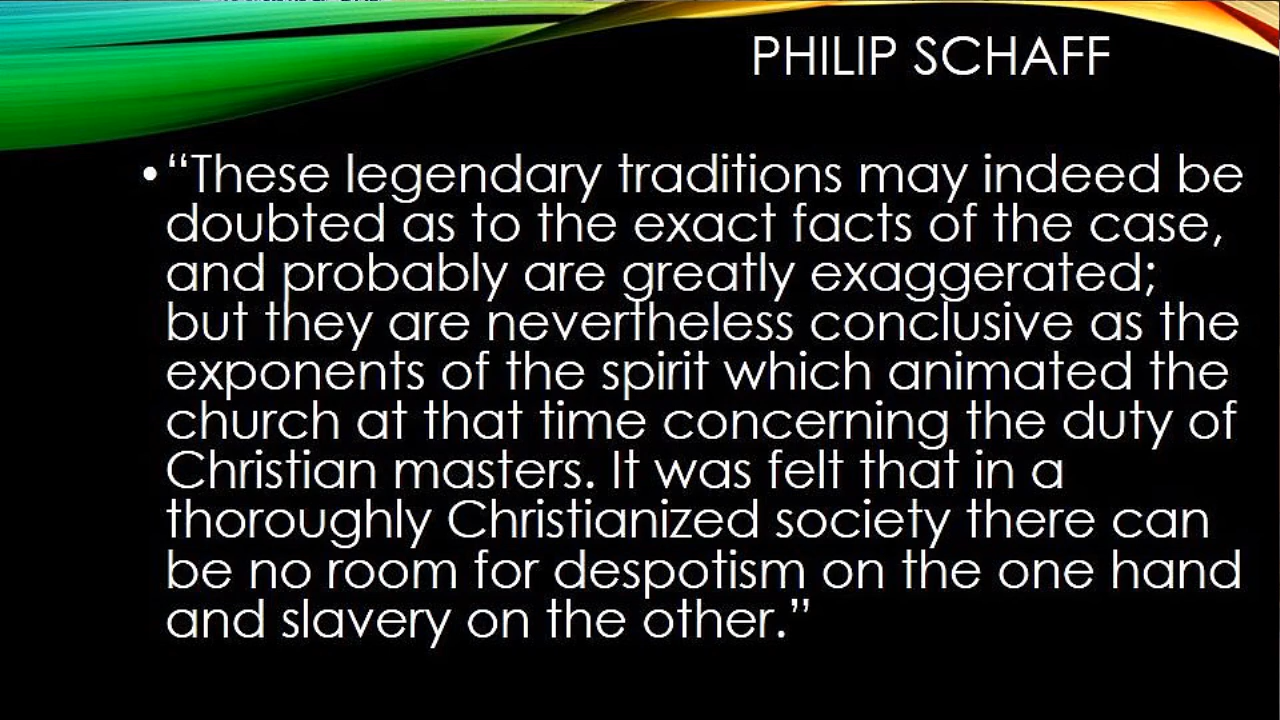 PHILIP SCHAFF
• “These legendary traditions may indeed be
doubted as to the exact facts of the case,
and probably are greatly exaggerated;
but they are nevertheless conclusive as the
exponents of the spirit which animated the
church at that time concerning the duty of
Christian masters. It was felt that in a
thoroughly Christianized society there can
be no room for despotism on the one hand
and slavery on the other.”